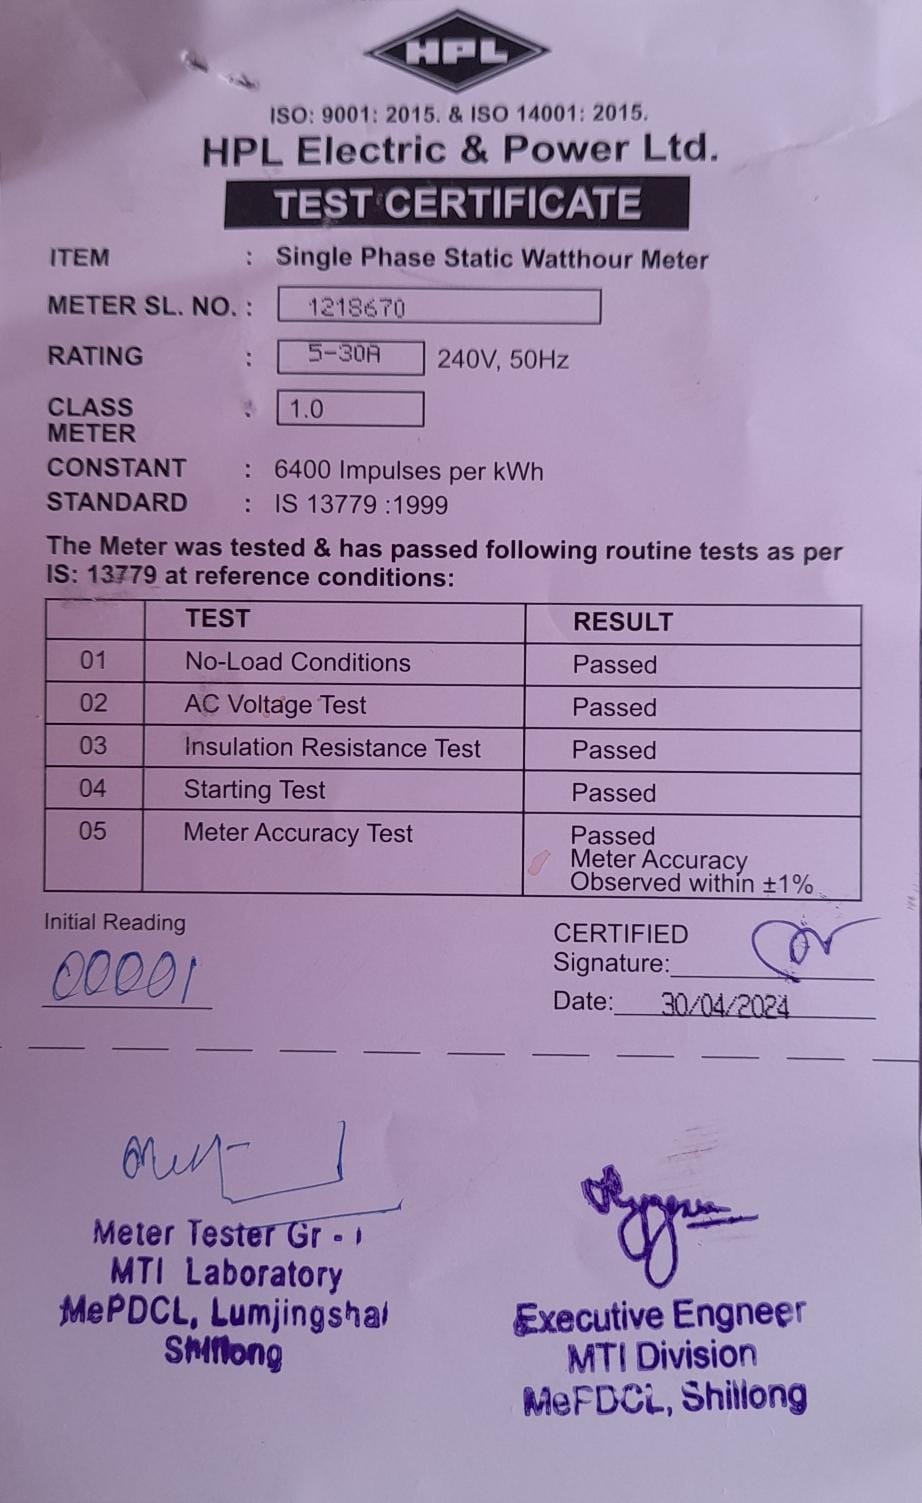 HPL
ISO: 9001: 2015. & ISO 14001: 2015.
HPL Electric & Power Ltd.
TEST CERTIFICATE
ITEM : Single Phase Static Watthour Meter
METER SL. NO. : 1218670
RATING : 5-30A 240V, 50Hz
CLASS : 1.0
METER
CONSTANT : 6400 Impulses per kWh
STANDARD : IS 13779 :1999
The Meter was tested & has passed following routine tests as per
IS: 13779 at reference conditions:
TEST RESULT
01 No-Load Conditions Passed
02 AC Voltage Test Passed
03 Insulation Resistance Test Passed
04 Starting Test Passed
05 Meter Accuracy Test Passed
Meter Accuracy
Observed within ±1%
Initial Reading
00001
CERTIFIED
Signature:
Date: 30/04/2024
Meter Tester Gr - I
MTI Laboratory
MePDCL, Lumjingshai
Shillong
Executive Engneer
MTI Division
MePDCL, Shillong